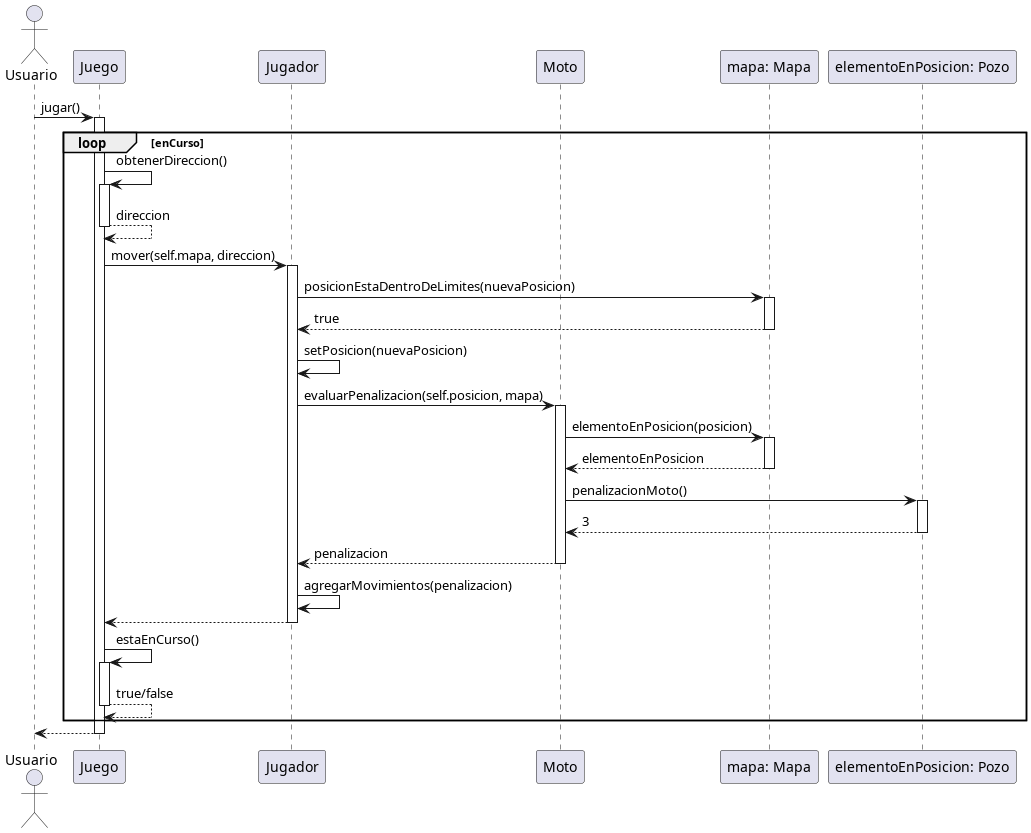 Usuario
Juego
Jugador
Moto
mapa: Mapa
elementoEnPosicion: Pozo
jugar()
loop [enCurso]
obtenerDireccion()
direccion
mover(self.mapa, direccion)
posicionEstaDentroDeLimites(nuevaPosicion)
true
setPosicion(nuevaPosicion)
evaluarPenalizacion(self.posicion, mapa)
elementoEnPosicion(posicion)
elementoEnPosicion
penalizacionMoto()
3
penalizacion
agregarMovimientos(penalizacion)
estaEnCurso()
true/false
Usuario
Juego
Jugador
Moto
mapa: Mapa
elementoEnPosicion: Pozo